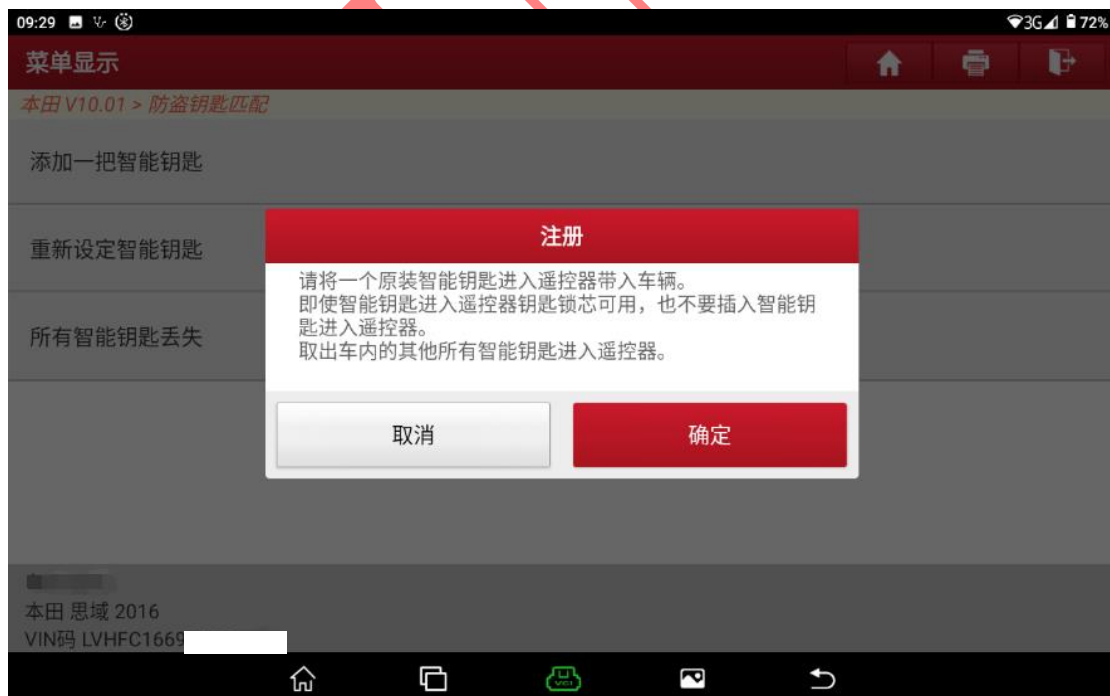 09:29
3G 72%
菜单显示
本田 V10.01 > 防盗钥匙匹配
添加一把智能钥匙
重新设定智能钥匙
所有智能钥匙丢失
注册
请将一个原装智能钥匙进入遥控器带入车辆。
即使智能钥匙进入遥控器钥匙锁芯可用，也不要插入智能钥
匙进入遥控器。
取出车内的其他所有智能钥匙进入遥控器。
取消
确定
本田 思域 2016
VIN码 LVHFC1669
VCI